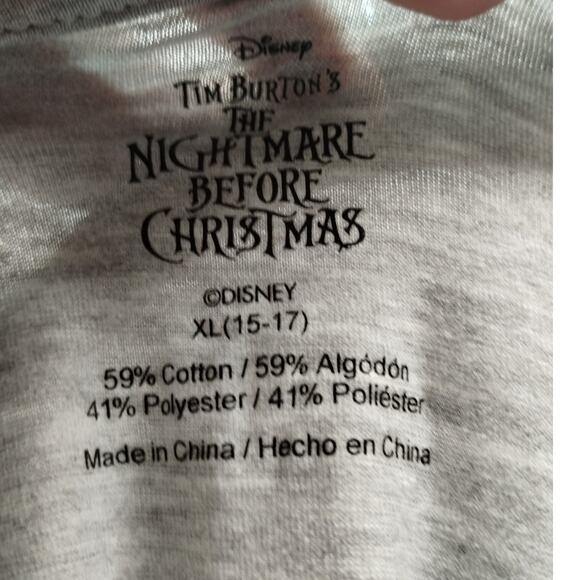 Disney
TIM BURTON'S
THE
NIGHTMARE
BEFORE
CHRISTMAS
©DISNEY
XL(15-17)
59% Cotton / 59% Algódón
41% Polyester / 41% Poliéster
Made in China / Hecho en China